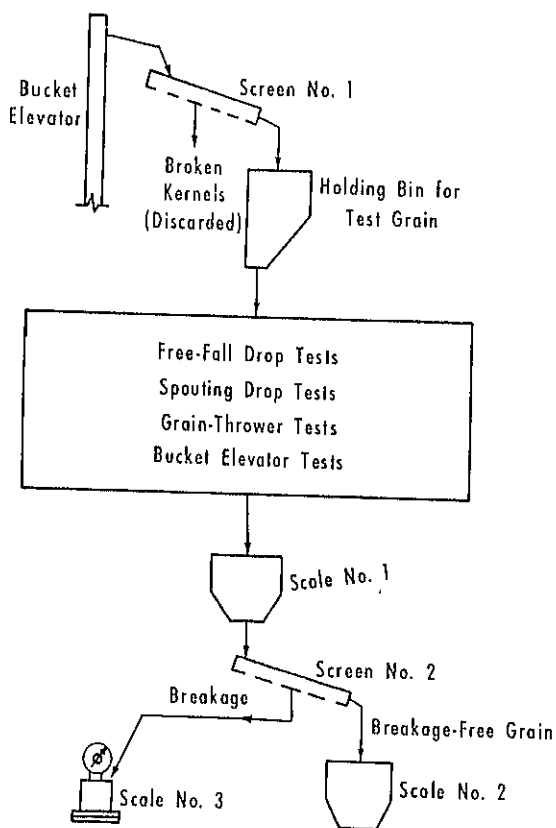 Bucket
Elevator
Screen No. 1
Broken
Kernels
(Discarded)
Holding Bin for
Test Grain
Free-Fall Drop Tests
Spouting Drop Tests
Grain-Thrower Tests
Bucket Elevator Tests
Scale No. 1
Screen No. 2
Breakage
Breakage-Free Grain
Scale No. 3
Scale No. 2